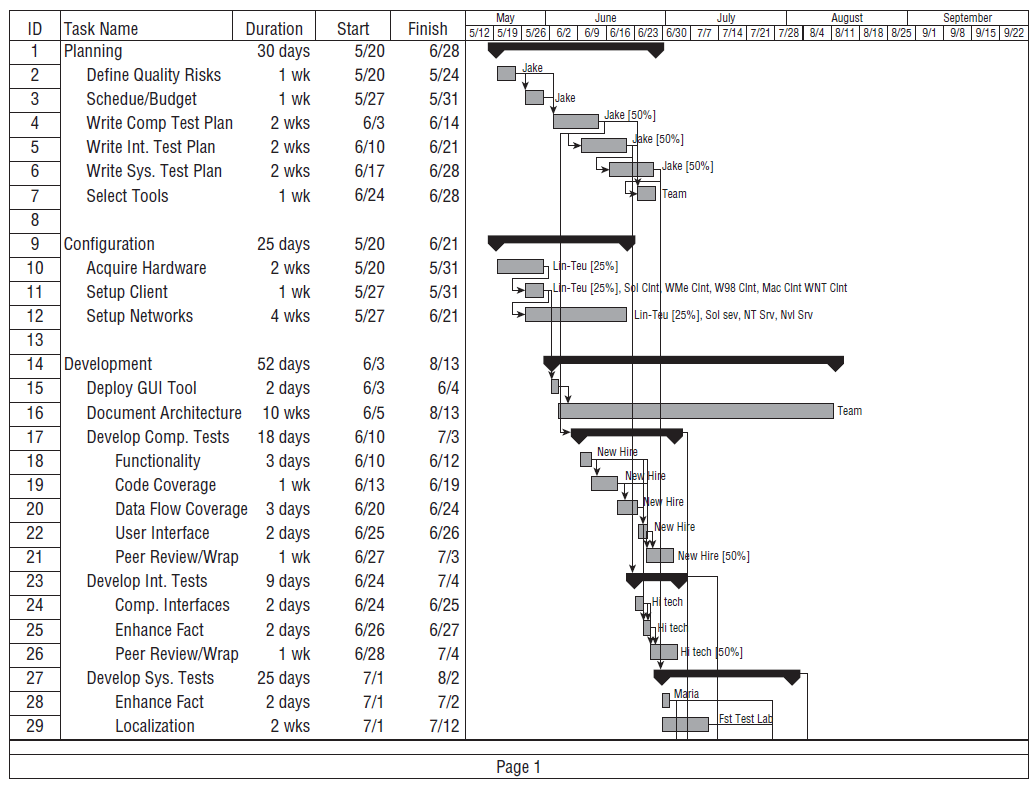 May June July August September
ID Task Name Duration Start Finish 5/12 5/19 5/26 6/2 6/9 6/16 6/23 6/30 7/7 7/14 7/21 7/28 8/4 8/11 8/18 8/25 9/1 9/8 9/15 9/22
1 Planning 30 days 5/20 6/28
2 Define Quality Risks 1 wk 5/20 5/24 Jake
3 Schedue/Budget 1 wk 5/27 5/31 Jake
4 Write Comp Test Plan 2 wks 6/3 6/14 Jake [50%]
5 Write Int. Test Plan 2 wks 6/10 6/21 Jake [50%]
6 Write Sys. Test Plan 2 wks 6/17 6/28 Jake [50%]
7 Select Tools 1 wk 6/24 6/28 Team
8
9 Configuration 25 days 5/20 6/21
10 Acquire Hardware 2 wks 5/20 5/31 Lin-Teu [25%]
11 Setup Client 1 wk 5/27 5/31 Lin-Teu [25%], Sol Clnt, WMe Clnt, W98 Clnt, Mac Clnt WNT Clnt
12 Setup Networks 4 wks 5/27 6/21 Lin-Teu [25%], Sol sev, NT Srv, Nvl Srv
13
14 Development 52 days 6/3 8/13
15 Deploy GUI Tool 2 days 6/3 6/4
16 Document Architecture 10 wks 6/5 8/13 Team
17 Develop Comp. Tests 18 days 6/10 7/3
18 Functionality 3 days 6/10 6/12 New Hire
19 Code Coverage 1 wk 6/13 6/19 New Hire
20 Data Flow Coverage 3 days 6/20 6/24 New Hire
22 User Interface 2 days 6/25 6/26 New Hire
21 Peer Review/Wrap 1 wk 6/27 7/3 New Hire [50%]
23 Develop Int. Tests 9 days 6/24 7/4
24 Comp. Interfaces 2 days 6/24 6/25 Hi tech
25 Enhance Fact 2 days 6/26 6/27 Hi tech
26 Peer Review/Wrap 1 wk 6/28 7/4 Hi tech [50%]
27 Develop Sys. Tests 25 days 7/1 8/2
28 Enhance Fact 2 days 7/1 7/2 Maria
29 Localization 2 wks 7/1 7/12 Fst Test Lab
Page 1